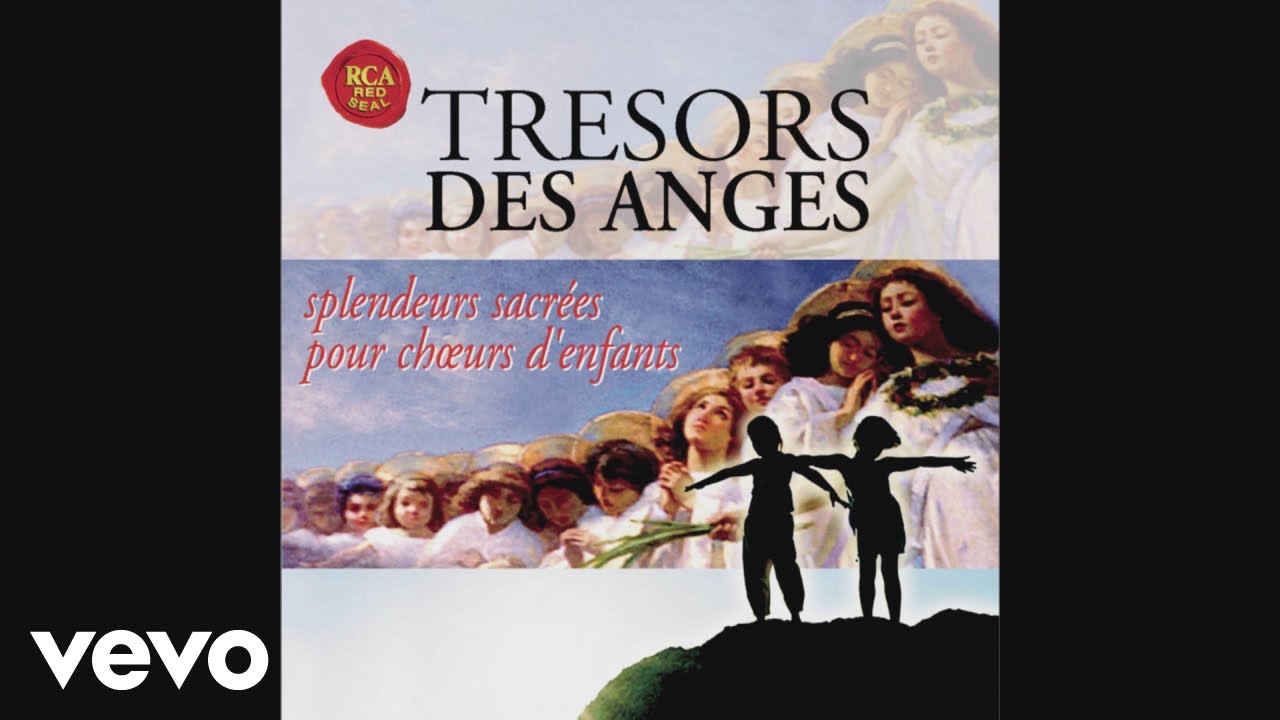 RCA
RED
SEAL
TRESORS
DES ANGES
splendeurs sacrées
pour chœurs d'enfants
vevo